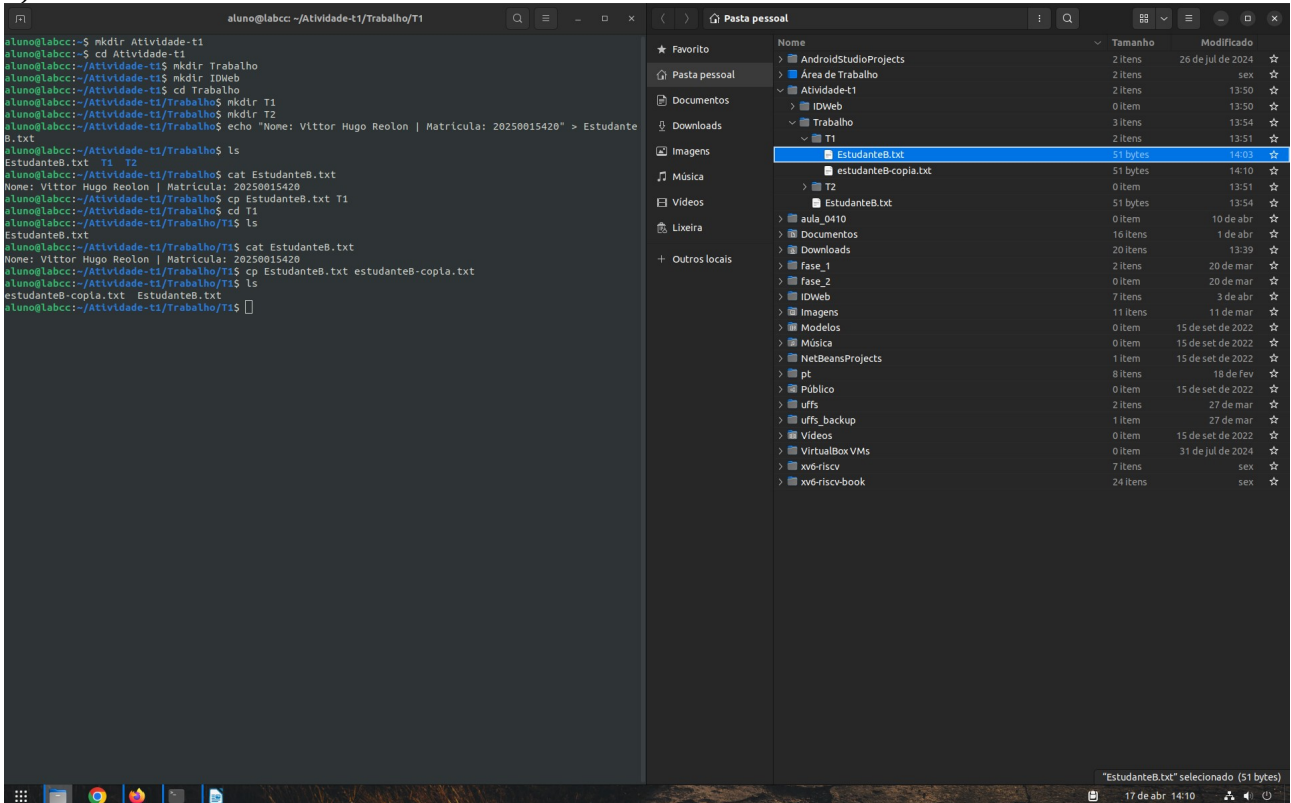 aluno@labcc: ~/Atividade-t1/Trabalho/T1
aluno@labcc:~$ mkdir Atividade-t1
aluno@labcc:~$ cd Atividade-t1
aluno@labcc:~/Atividade-t1$ mkdir Trabalho
aluno@labcc:~/Atividade-t1$ mkdir IDWeb
aluno@labcc:~/Atividade-t1$ cd Trabalho
aluno@labcc:~/Atividade-t1/Trabalho$ mkdir T1
aluno@labcc:~/Atividade-t1/Trabalho$ mkdir T2
aluno@labcc:~/Atividade-t1/Trabalho$ echo "Nome: Vittor Hugo Reolon | Matricula: 20250015420" > Estudante
B.txt
aluno@labcc:~/Atividade-t1/Trabalho$ ls
EstudanteB.txt T1 T2
aluno@labcc:~/Atividade-t1/Trabalho$ cat EstudanteB.txt
Nome: Vittor Hugo Reolon | Matricula: 20250015420
aluno@labcc:~/Atividade-t1/Trabalho$ cp EstudanteB.txt T1
aluno@labcc:~/Atividade-t1/Trabalho$ cd T1
aluno@labcc:~/Atividade-t1/Trabalho/T1$ ls
EstudanteB.txt
aluno@labcc:~/Atividade-t1/Trabalho/T1$ cat EstudanteB.txt
Nome: Vittor Hugo Reolon | Matricula: 20250015420
aluno@labcc:~/Atividade-t1/Trabalho/T1$ cp EstudanteB.txt estudanteB-copia.txt
aluno@labcc:~/Atividade-t1/Trabalho/T1$ ls
estudanteB-copia.txt EstudanteB.txt
aluno@labcc:~/Atividade-t1/Trabalho/T1$
Pasta pessoal
Favorito
Pasta pessoal
Documentos
Downloads
Imagens
Música
Vídeos
Lixeira
Outros locais
Nome Tamanho Modificado
AndroidStudioProjects 2 itens 26 de jul de 2024
Área de Trabalho 2 itens sex
Atividade-t1 2 itens 13:50
IDWeb 0 item 13:50
Trabalho 3 itens 13:54
T1 2 itens 13:51
EstudanteB.txt 51 bytes 14:03
estudanteB-copia.txt 51 bytes 14:10
T2 0 item 13:51
EstudanteB.txt 51 bytes 13:54
aula_0410 0 item 10 de abr
Documentos 16 itens 1 de abr
Downloads 20 itens 13:39
fase_1 2 itens 20 de mar
fase_2 0 item 20 de mar
IDWeb 7 itens 3 de abr
Imagens 11 itens 11 de mar
Modelos 0 item 15 de set de 2022
Música 0 item 15 de set de 2022
NetBeansProjects 1 item 15 de set de 2022
pt 8 itens 18 de fev
Público 0 item 15 de set de 2022
uffs 2 itens 27 de mar
uffs_backup 1 item 27 de mar
Vídeos 0 item 15 de set de 2022
VirtualBox VMs 0 item 31 de jul de 2024
xv6-riscv 7 itens sex
xv6-riscv-book 24 itens sex
"EstudanteB.txt" selecionado (51 bytes)
17 de abr 14:10